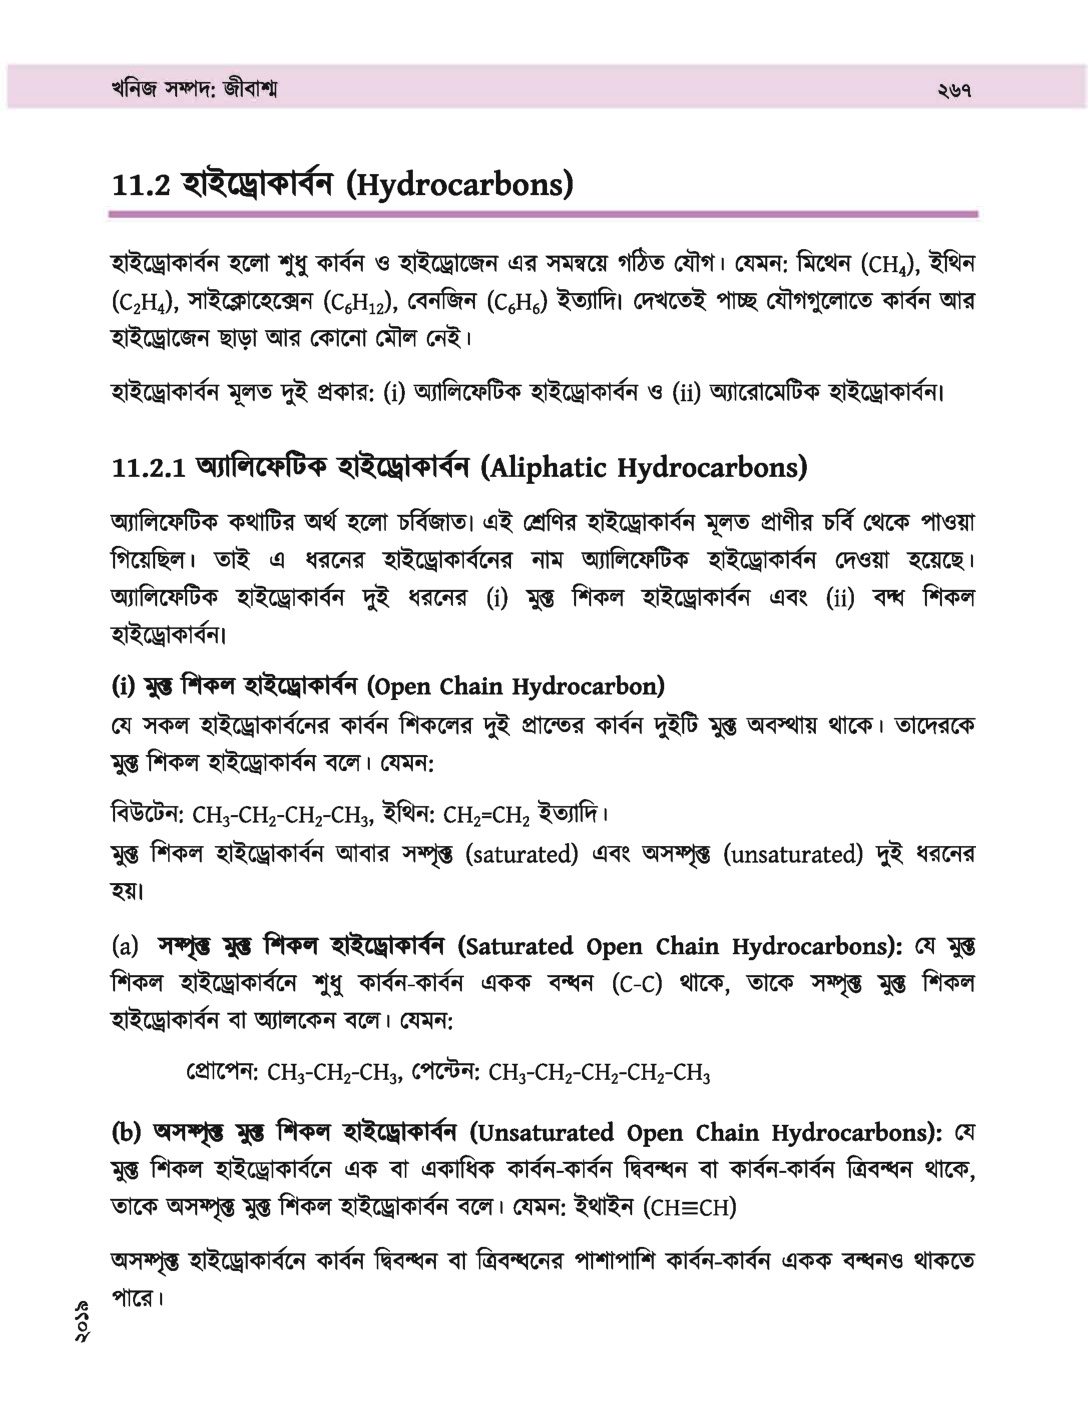 খনিজ সম্পদ: জীবাশ্ম ২৬৭
11.2 হাইড্রোকার্বন (Hydrocarbons)
হাইড্রোকার্বন হলো শুধু কার্বন ও হাইড্রোজেন এর সমন্বয়ে গঠিত যৌগ। যেমন: মিথেন (CH₄), ইথিন
(C₂H₄), সাইক্লোহেক্সেন (C₆H₁₂), বেনজিন (C₆H₆) ইত্যাদি। দেখতেই পাচ্ছ যৌগগুলোতে কার্বন আর
হাইড্রোজেন ছাড়া আর কোনো মৌল নেই।
হাইড্রোকার্বন মূলত দুই প্রকার: (i) অ্যালিফেটিক হাইড্রোকার্বন ও (ii) অ্যারোমেটিক হাইড্রোকার্বন।
11.2.1 অ্যালিফেটিক হাইড্রোকার্বন (Aliphatic Hydrocarbons)
অ্যালিফেটিক কথাটির অর্থ হলো চর্বিজাত। এই শ্রেণির হাইড্রোকার্বন মূলত প্রাণীর চর্বি থেকে পাওয়া
গিয়েছিল। তাই এ ধরনের হাইড্রোকার্বনের নাম অ্যালিফেটিক হাইড্রোকার্বন দেওয়া হয়েছে।
অ্যালিফেটিক হাইড্রোকার্বন দুই ধরনের (i) মুক্ত শিকল হাইড্রোকার্বন এবং (ii) বদ্ধ শিকল
হাইড্রোকার্বন।
(i) মুক্ত শিকল হাইড্রোকার্বন (Open Chain Hydrocarbon)
যে সকল হাইড্রোকার্বনের কার্বন শিকলের দুই প্রান্তের কার্বন দুইটি মুক্ত অবস্থায় থাকে। তাদেরকে
মুক্ত শিকল হাইড্রোকার্বন বলে। যেমন:
বিউটেন: CH₃-CH₂-CH₂-CH₃, ইথিন: CH₂=CH₂ ইত্যাদি।
মুক্ত শিকল হাইড্রোকার্বন আবার সম্পৃক্ত (saturated) এবং অসম্পৃক্ত (unsaturated) দুই ধরনের
হয়।
(a) সম্পৃক্ত মুক্ত শিকল হাইড্রোকার্বন (Saturated Open Chain Hydrocarbons): যে মুক্ত
শিকল হাইড্রোকার্বনে শুধু কার্বন-কার্বন একক বন্ধন (C-C) থাকে, তাকে সম্পৃক্ত মুক্ত শিকল
হাইড্রোকার্বন বা অ্যালকেন বলে। যেমন:
প্রোপেন: CH₃-CH₂-CH₃, পেন্টেন: CH₃-CH₂-CH₂-CH₂-CH₃
(b) অসম্পৃক্ত মুক্ত শিকল হাইড্রোকার্বন (Unsaturated Open Chain Hydrocarbons): যে
মুক্ত শিকল হাইড্রোকার্বনে এক বা একাধিক কার্বন-কার্বন দ্বিবন্ধন বা কার্বন-কার্বন ত্রিবন্ধন থাকে,
তাকে অসম্পৃক্ত মুক্ত শিকল হাইড্রোকার্বন বলে। যেমন: ইথাইন (CH≡CH)
অসম্পৃক্ত হাইড্রোকার্বনে কার্বন দ্বিবন্ধন বা ত্রিবন্ধনের পাশাপাশি কার্বন-কার্বন একক বন্ধনও থাকতে
পারে।
২০১৯